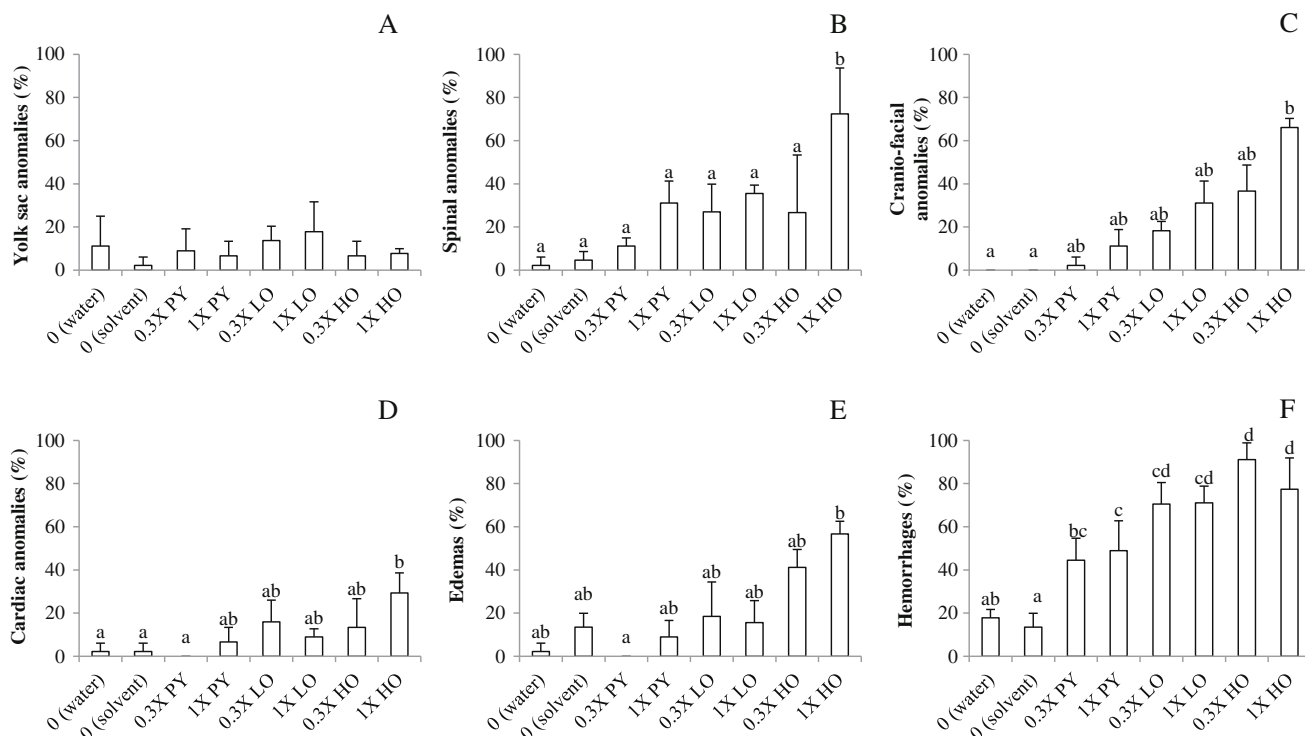 A
Yolk sac anomalies (%)
100
80
60
40
20
0
0 (water)
0 (solvent)
0.3X PY
1X PY
0.3X LO
1X LO
0.3X HO
1X HO
B
Spinal anomalies (%)
100
80
60
40
20
0
a
a
a
a
a
a
a
b
0 (water)
0 (solvent)
0.3X PY
1X PY
0.3X LO
1X LO
0.3X HO
1X HO
C
Cranio-facial
anomalies (%)
100
80
60
40
20
0
a
a
ab
ab
ab
ab
ab
b
0 (water)
0 (solvent)
0.3X PY
1X PY
0.3X LO
1X LO
0.3X HO
1X HO
D
Cardiac anomalies (%)
100
80
60
40
20
0
a
a
a
ab
ab
ab
ab
b
0 (water)
0 (solvent)
0.3X PY
1X PY
0.3X LO
1X LO
0.3X HO
1X HO
E
Edemas (%)
100
80
60
40
20
0
ab
ab
a
ab
ab
ab
ab
b
0 (water)
0 (solvent)
0.3X PY
1X PY
0.3X LO
1X LO
0.3X HO
1X HO
F
Hemorrhages (%)
100
80
60
40
20
0
ab
a
bc
c
cd
cd
d
d
0 (water)
0 (solvent)
0.3X PY
1X PY
0.3X LO
1X LO
0.3X HO
1X HO